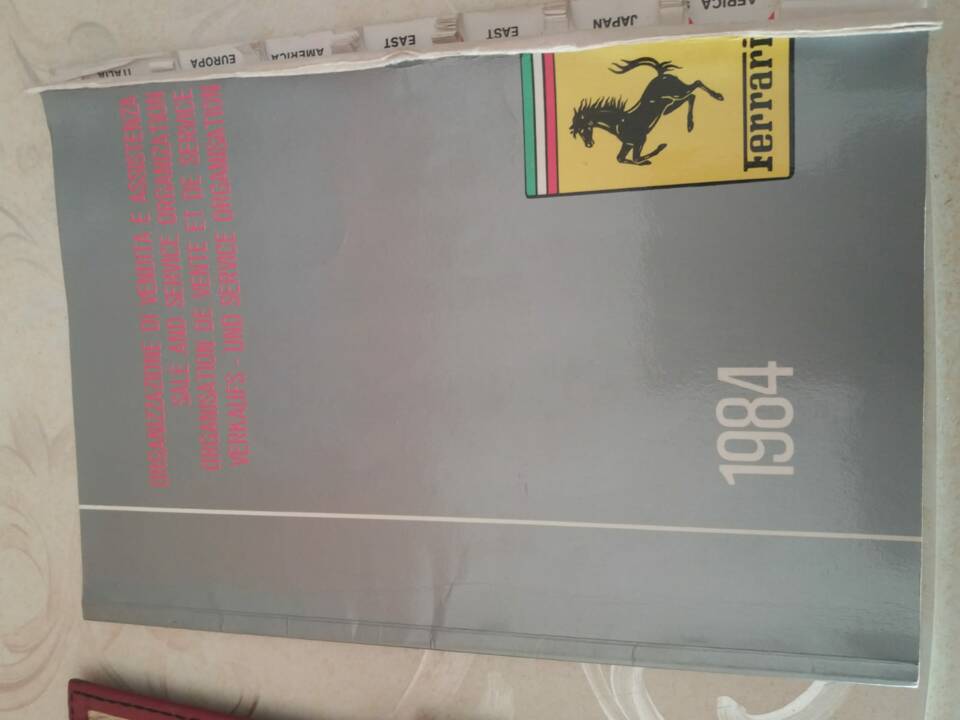 ORGANIZZAZIONE DI VENDITA E ASSISTENZA
SALE AND SERVICE ORGANIZATION
ORGANISATION DE VENTE ET DE SERVICE
VERKAUFS - UND SERVICE ORGANISATION
1984
Ferrari
ITALIA
EUROPA
AMERICA
EAST
EAST
JAPAN
AFRICA